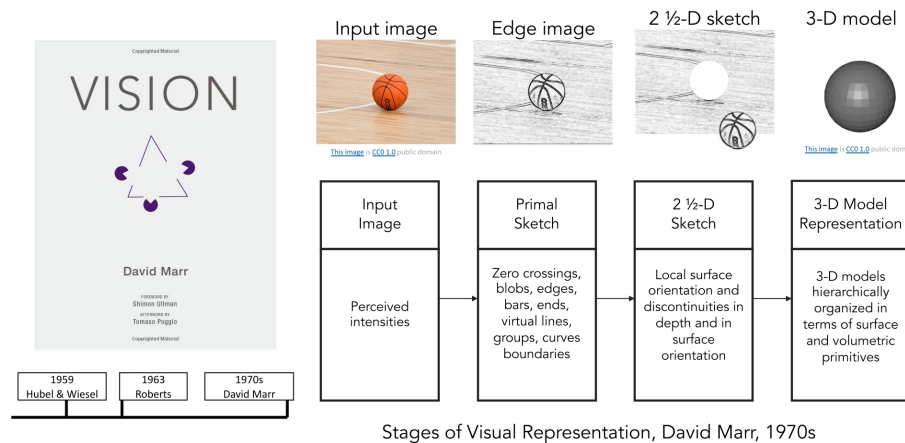 Copyrighted Material
VISION
David Marr
FOREWORD BY
Shimon Ullman
AFTERWORD BY
Tomaso Poggio
Copyrighted Material
1959
Hubel & Wiesel
1963
Roberts
1970s
David Marr
Input image
This image is CC0 1.0 public domain
Edge image
2 ½-D sketch
3-D model
This image is CC0 1.0 public dom
Input
Image
Perceived
intensities
Primal
Sketch
Zero crossings,
blobs, edges,
bars, ends,
virtual lines,
groups, curves
boundaries
2 ½-D
Sketch
Local surface
orientation and
discontinuities in
depth and in
surface
orientation
3-D Model
Representation
3-D models
hierarchically
organized in
terms of surface
and volumetric
primitives
Stages of Visual Representation, David Marr, 1970s